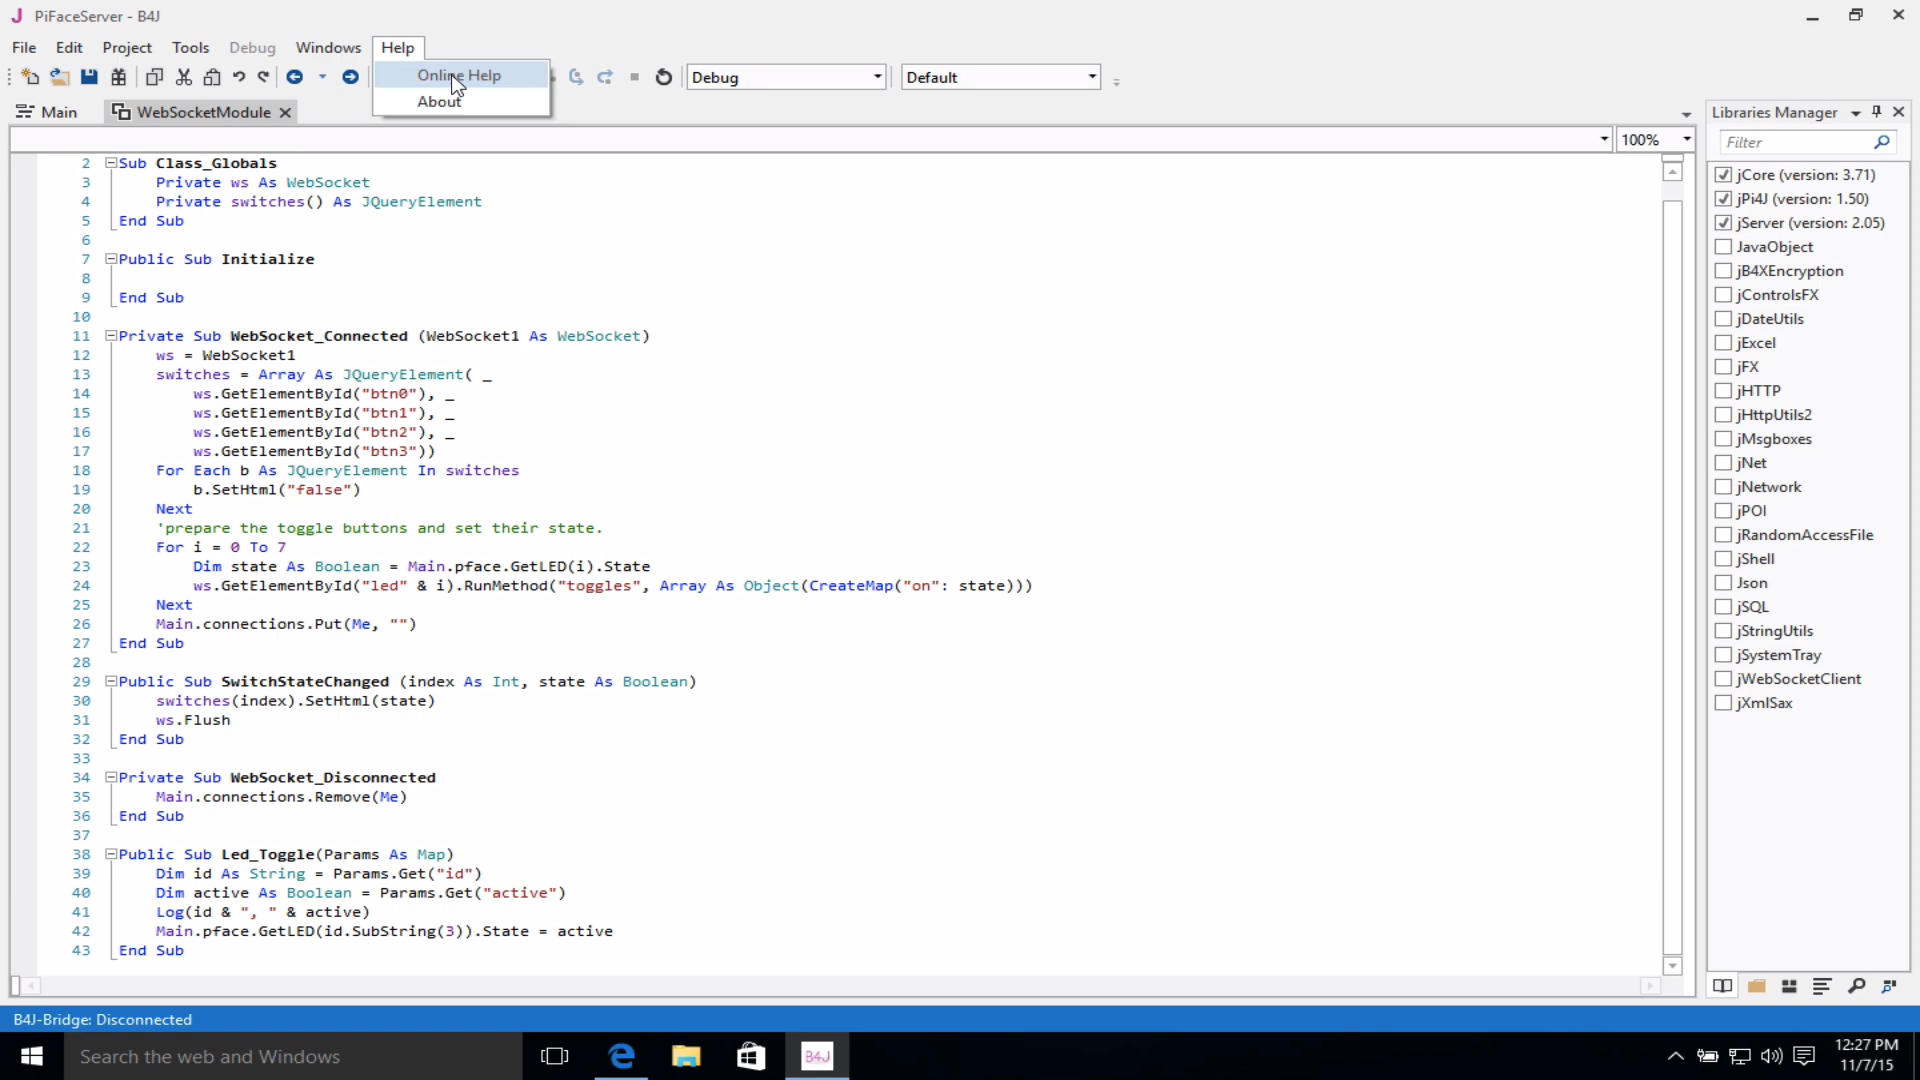 PiFaceServer - B4J
File Edit Project Tools Debug Windows Help
Online Help
About
Debug
Default
Main
WebSocketModule
100%
Libraries Manager
Filter
2 Sub Class_Globals
3 Private ws As WebSocket
4 Private switches() As JQueryElement
5 End Sub
6
7 Public Sub Initialize
8
9 End Sub
10
11 Private Sub WebSocket_Connected (WebSocket1 As WebSocket)
12 ws = WebSocket1
13 switches = Array As JQueryElement( _
14 ws.GetElementById("btn0"), _
15 ws.GetElementById("btn1"), _
16 ws.GetElementById("btn2"), _
17 ws.GetElementById("btn3"))
18 For Each b As JQueryElement In switches
19 b.SetHtml("false")
20 Next
21 'prepare the toggle buttons and set their state.
22 For i = 0 To 7
23 Dim state As Boolean = Main.pface.GetLED(i).State
24 ws.GetElementById("led" & i).RunMethod("toggles", Array As Object(CreateMap("on": state)))
25 Next
26 Main.connections.Put(Me, "")
27 End Sub
28
29 Public Sub SwitchStateChanged (index As Int, state As Boolean)
30 switches(index).SetHtml(state)
31 ws.Flush
32 End Sub
33
34 Private Sub WebSocket_Disconnected
35 Main.connections.Remove(Me)
36 End Sub
37
38 Public Sub Led_Toggle(Params As Map)
39 Dim id As String = Params.Get("id")
40 Dim active As Boolean = Params.Get("active")
41 Log(id & ", " & active)
42 Main.pface.GetLED(id.SubString(3)).State = active
43 End Sub
jCore (version: 3.71)
jPi4J (version: 1.50)
jServer (version: 2.05)
JavaObject
jB4XEncryption
jControlsFX
jDateUtils
jExcel
jFX
jHTTP
jHttpUtils2
jMsgboxes
jNet
jNetwork
jPOI
jRandomAccessFile
jShell
Json
jSQL
jStringUtils
jSystemTray
jWebSocketClient
jXmlSax
B4J-Bridge: Disconnected
Search the web and Windows
B4J
12:27 PM
11/7/15